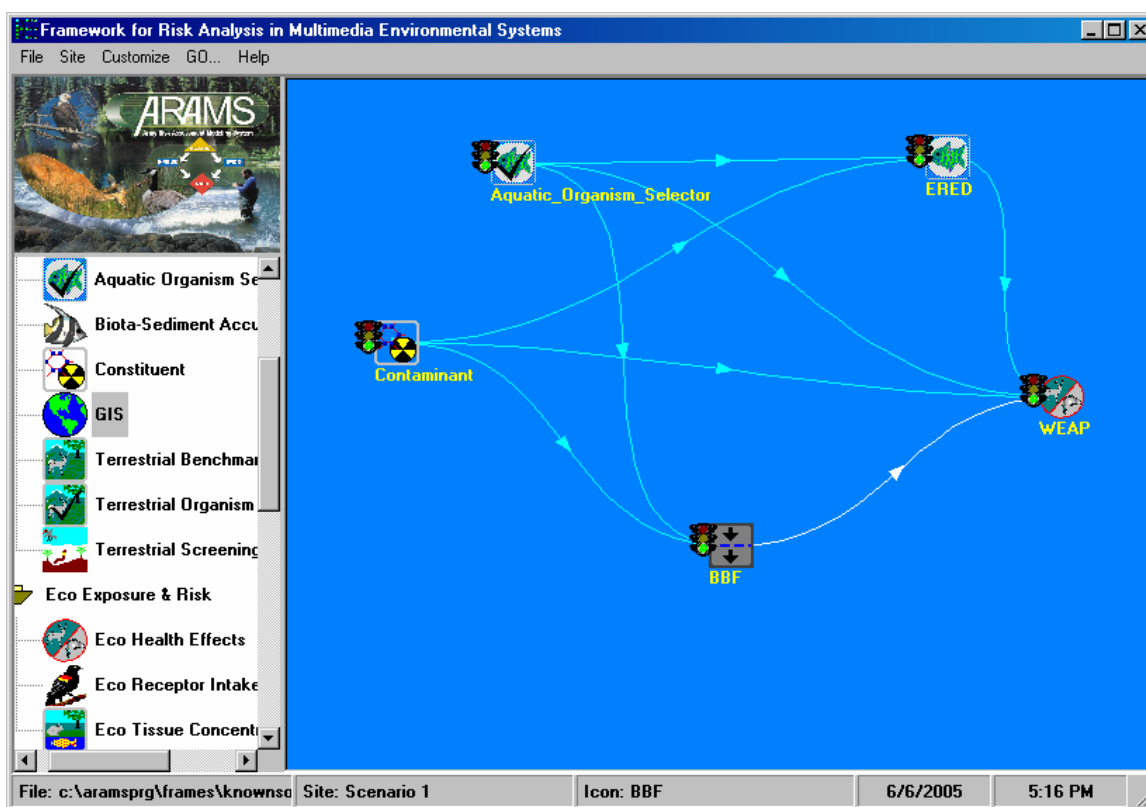 Framework for Risk Analysis in Multimedia Environmental Systems
File Site Customize GO... Help
ARAMS
Aquatic Organism Se
Biota-Sediment Accu
Constituent
GIS
Terrestrial Benchmar
Terrestrial Organism
Terrestrial Screening
Eco Exposure & Risk
Eco Health Effects
Eco Receptor Intake
Eco Tissue Concent
Aquatic_Organism_Selector
ERED
Contaminant
WEAP
BBF
File: c:\aramsprg\frames\knownso
Site: Scenario 1
Icon: BBF
6/6/2005
5:16 PM